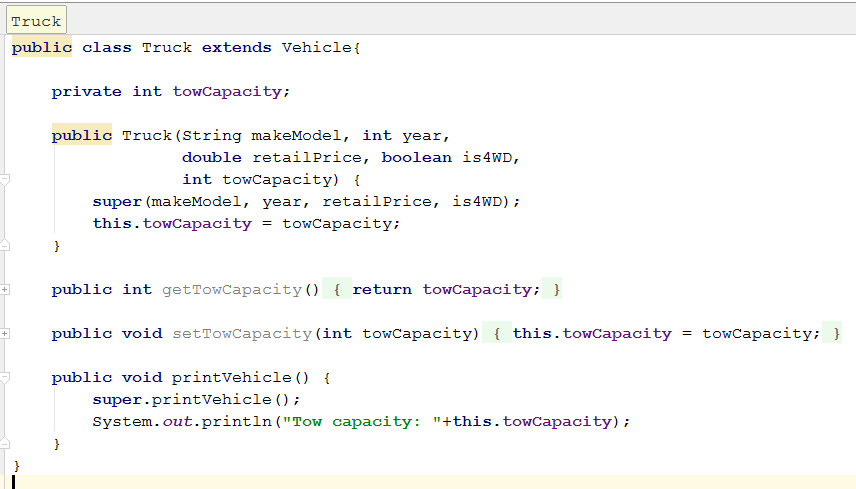 Truck
public class Truck extends Vehicle{
private int towCapacity;
public Truck(String makeModel, int year,
double retailPrice, boolean is4WD,
int towCapacity) {
super(makeModel, year, retailPrice, is4WD);
this.towCapacity = towCapacity;
}
public int getTowCapacity() { return towCapacity; }
public void setTowCapacity(int towCapacity) { this.towCapacity = towCapacity; }
public void printVehicle() {
super.printVehicle();
System.out.println("Tow capacity: "+this.towCapacity);
}
}